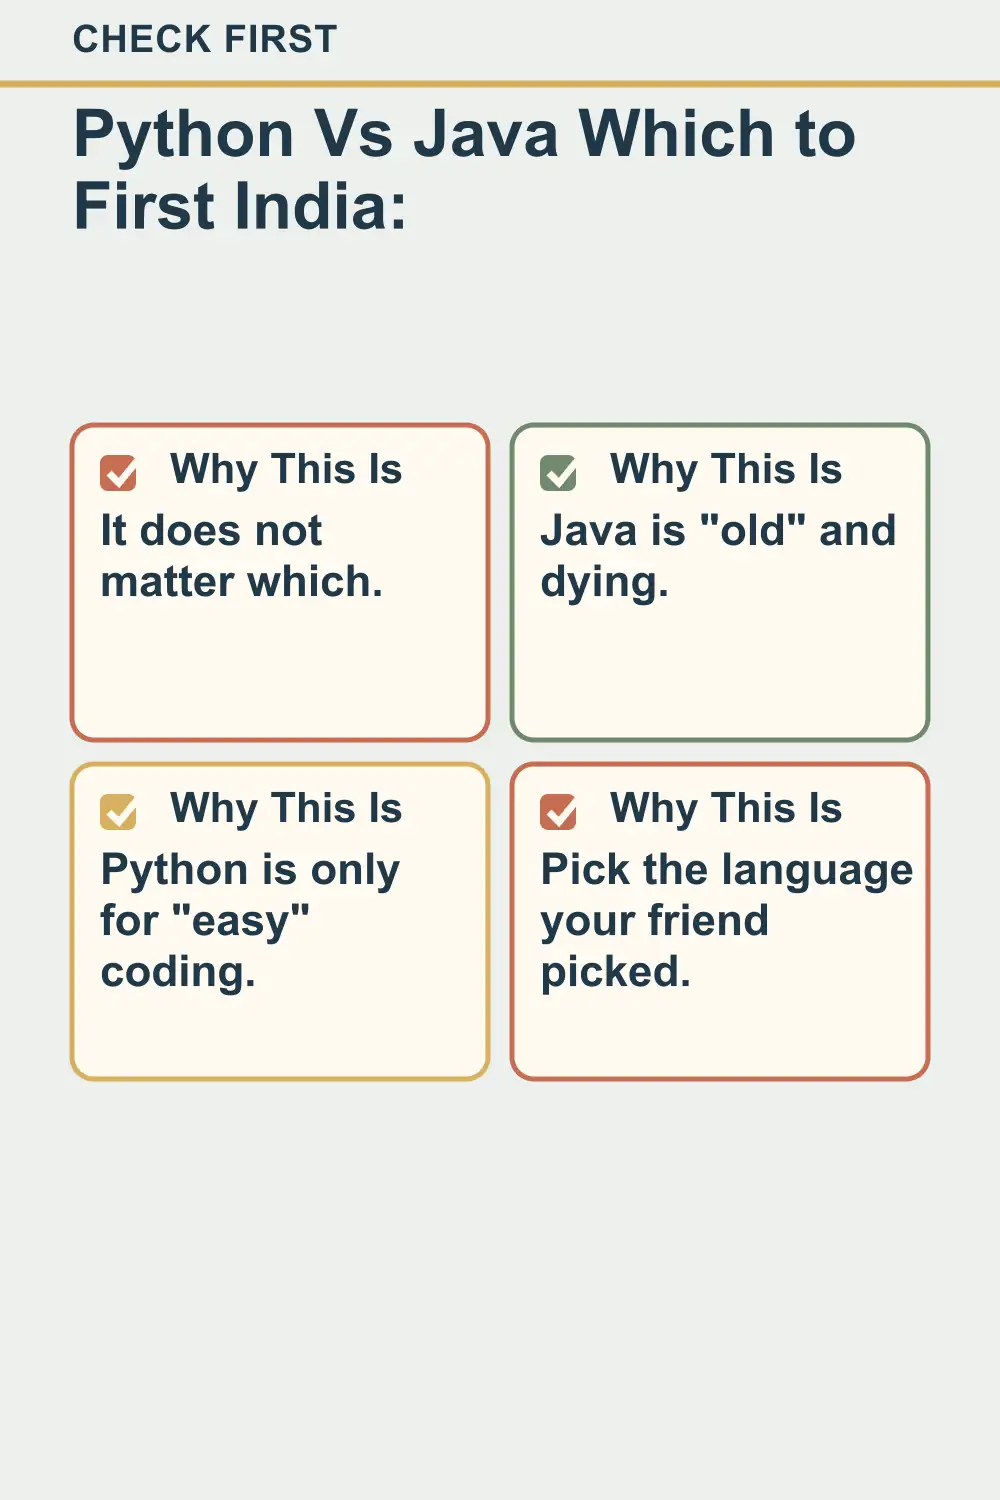 CHECK FIRST
Python Vs Java Which to
First India:
Why This Is
It does not
matter which.
Why This Is
Java is "old" and
dying.
Why This Is
Python is only
for "easy"
coding.
Why This Is
Pick the language
your friend
picked.